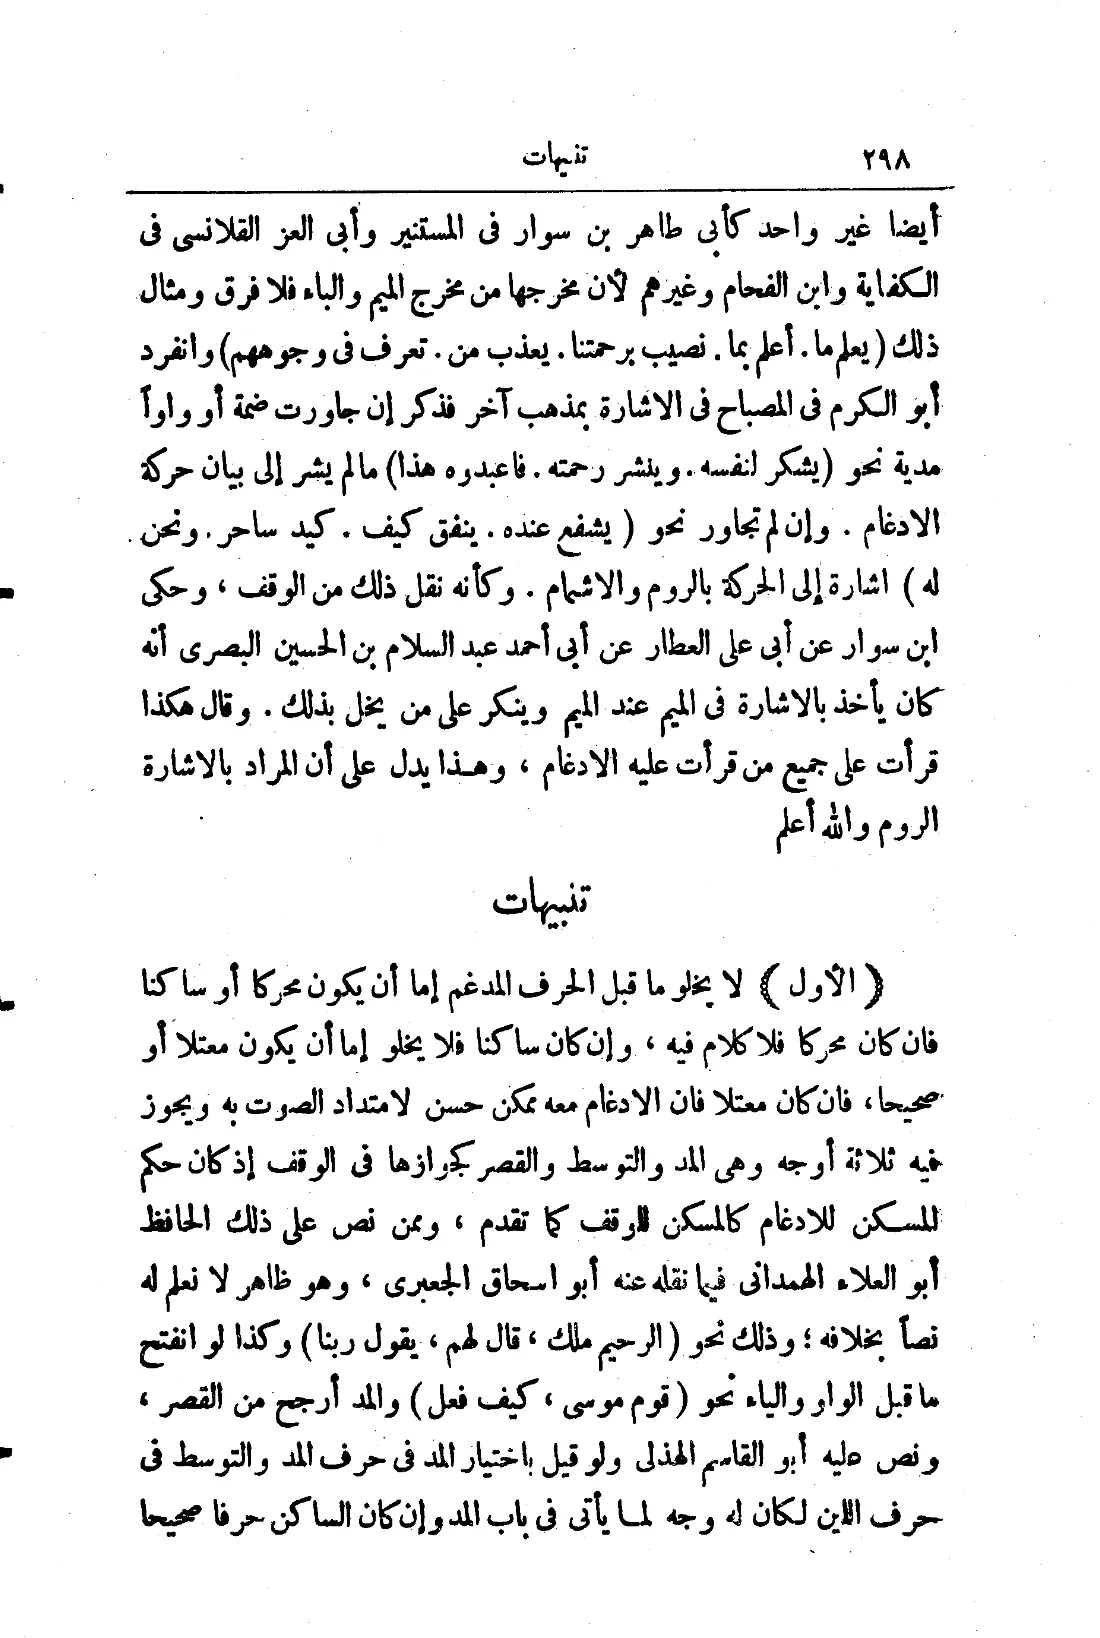 ٢٩٨ تنبيهات
أيضا غير واحد كأبى طاهر بن سوار فى المستنير وأبى العز القلانسى فى
الكفاية وابن الفحام وغيرهم لأن مخرجها من مخرج الميم والباء فلا فرق ومثال
ذلك (يعلم ما. أعلم بما. نصيب برحمتنا. يعذب من. تعرف فى وجوههم) وانفرد
أبو الكرم فى المصباح فى الاشارة بمذهب آخر فذكر إن جاورت ضمة أو واواً
مدية نحو (يشكر لنفسه. وينشر رحمته. فاعبدوه هذا) مالم يشر إلى بيان حركة
الادغام . وإن لم تجاور نحو ( يشفع عنده . ينفق كيف . كيد ساحر. ونحن
له ) اشارة إلى الحركة بالروم والاشمام . وكأنه نقل ذلك من الوقف ، وحكى
ابن سوار عن أبى على العطار عن أبى أحمد عبد السلام بن الحسين البصرى أنه
كان يأخذ بالاشارة فى الميم عند الميم وينكر على من يخل بذلك . وقال هكذا
قرأت على جميع من قرأت عليه الادغام ، وهذا يدل على أن المراد بالاشارة
الروم والله أعلم
تنبيهات
(الأول) لا يخلو ما قبل الحرف المدغم إما أن يكون محركا أو ساكنا
فان كان محركا فلا كلام فيه ، وإن كان ساكنا فلا يخلو إما أن يكون معتلا أو
صحيحا، فان كان معتلا فان الادغام معه ممكن حسن لامتداد الصوت به ويجوز
فيه ثلاثة أوجه وهى المد والتوسط والقصر كجوازها فى الوقف إذ كان حكم
المسكن للادغام كالمسكن للوقف كما تقدم ، وممن نص على ذلك الحافظ
أبو العلاء الهمدانى فيما نقله عنه أبو اسحاق الجعبرى ، وهو ظاهر لا نعلم له
نصاً بخلافه ؛ وذلك نحو (الرحيم ملك ، قال لهم ، يقول ربنا) وكذا لو انفتح
ما قبل الواو والياء نحو (قوم موسى ، كيف فعل) والمد أرجح من القصر ،
ونص عليه أبو القاسم الهذلى ولو قيل باختيار المد فى حرف المد والتوسط فى
حرف اللين لكان له وجه لما يأتى فى باب المد وإن كان الساكن حرفا صحيحا